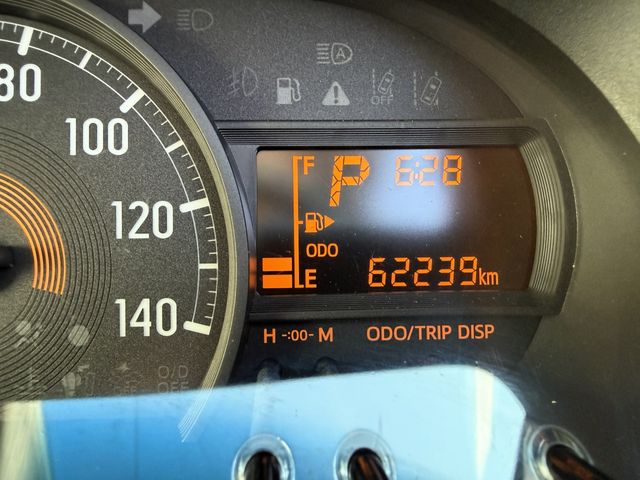 A
OFF
80
100
120
140
F
P
6:28
ODO
E
62239km
H -:00- M
ODO/TRIP DISP
O/D
OFF